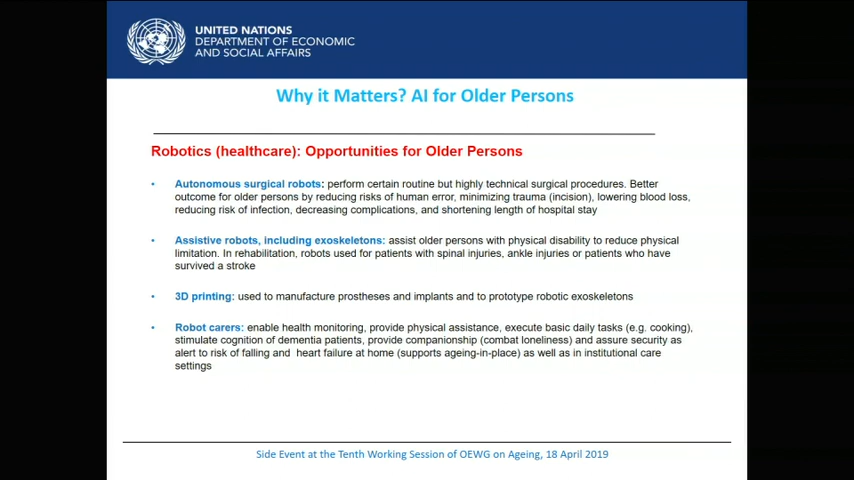 UNITED NATIONS
DEPARTMENT OF ECONOMIC
AND SOCIAL AFFAIRS
Why it Matters? AI for Older Persons
Robotics (healthcare): Opportunities for Older Persons
• Autonomous surgical robots: perform certain routine but highly technical surgical procedures. Better
outcome for older persons by reducing risks of human error, minimizing trauma (incision), lowering blood loss,
reducing risk of infection, decreasing complications, and shortening length of hospital stay
• Assistive robots, including exoskeletons: assist older persons with physical disability to reduce physical
limitation. In rehabilitation, robots used for patients with spinal injuries, ankle injuries or patients who have
survived a stroke
• 3D printing: used to manufacture prostheses and implants and to prototype robotic exoskeletons
• Robot carers: enable health monitoring, provide physical assistance, execute basic daily tasks (e.g. cooking),
stimulate cognition of dementia patients, provide companionship (combat loneliness) and assure security as
alert to risk of falling and heart failure at home (supports ageing-in-place) as well as in institutional care
settings
Side Event at the Tenth Working Session of OEWG on Ageing, 18 April 2019